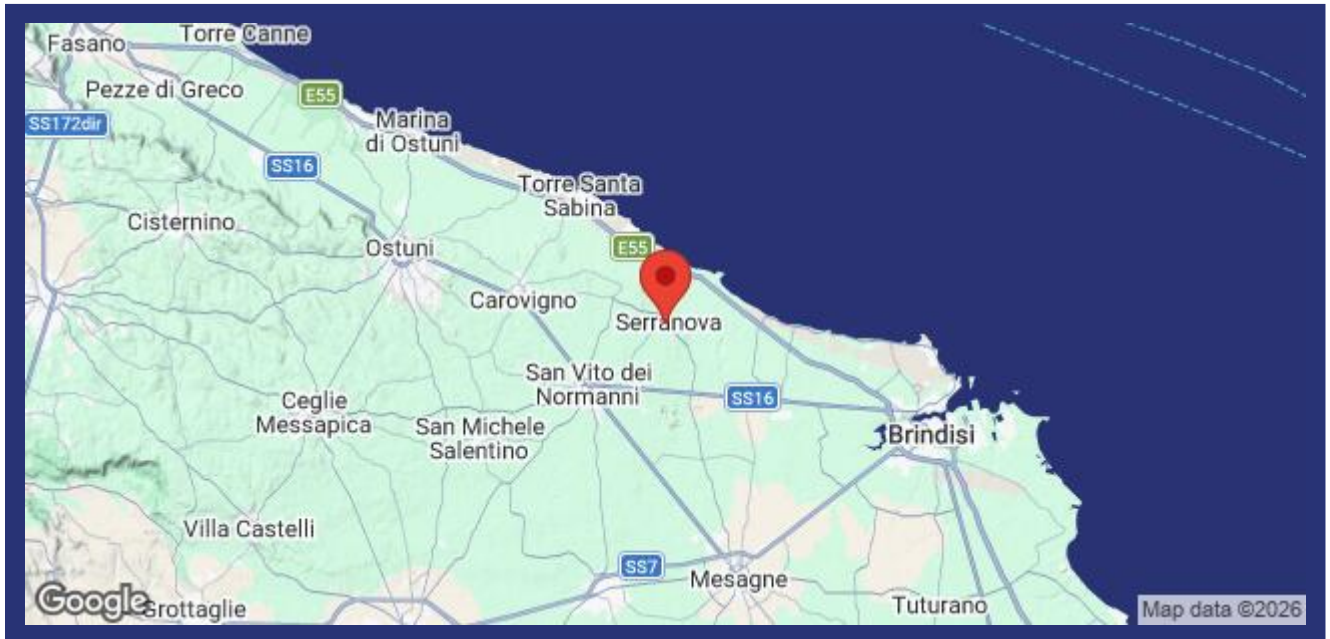 Torre Canne
Fasano
Pezze di Greco
E55
SS172dir
Marina
di Ostuni
SS16
Torre Santa
Sabina
Cisternino
Ostuni
E55
Carovigno
Serranova
San Vito dei
Normanni
SS16
Ceglie
Messapica
San Michele
Salentino
Brindisi
Villa Castelli
SS7
Mesagne
Google
Grottaglie
Tuturano
Map data ©2026